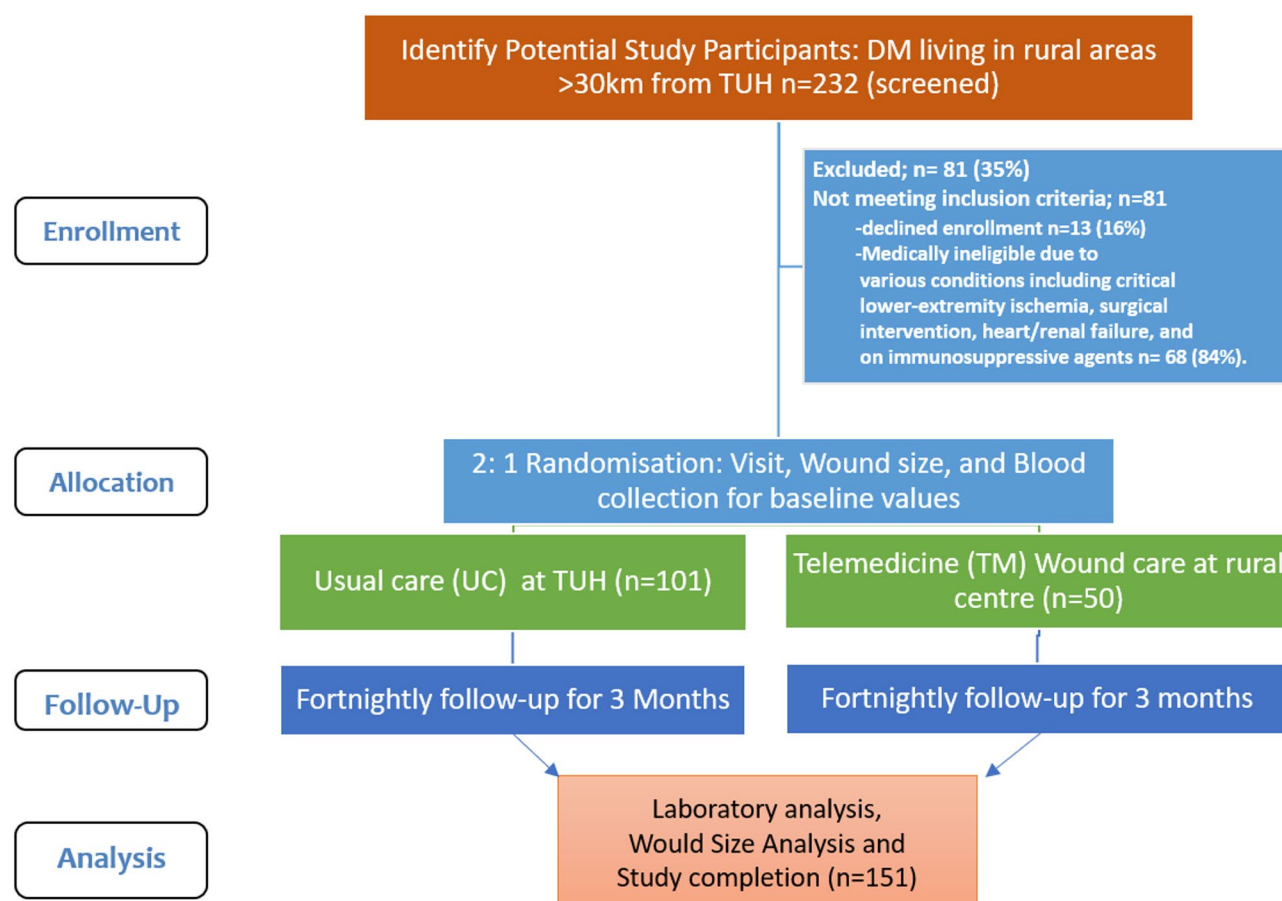 Identify Potential Study Participants: DM living in rural areas
>30km from TUH n=232 (screened)
Enrollment
Excluded; n= 81 (35%)
Not meeting inclusion criteria; n=81
-declined enrollment n=13 (16%)
-Medically ineligible due to
various conditions including critical
lower-extremity ischemia, surgical
intervention, heart/renal failure, and
on immunosuppressive agents n= 68 (84%).
Allocation
2: 1 Randomisation: Visit, Wound size, and Blood
collection for baseline values
Usual care (UC) at TUH (n=101)
Telemedicine (TM) Wound care at rural
centre (n=50)
Follow-Up
Fortnightly follow-up for 3 Months
Fortnightly follow-up for 3 months
Analysis
Laboratory analysis,
Would Size Analysis and
Study completion (n=151)